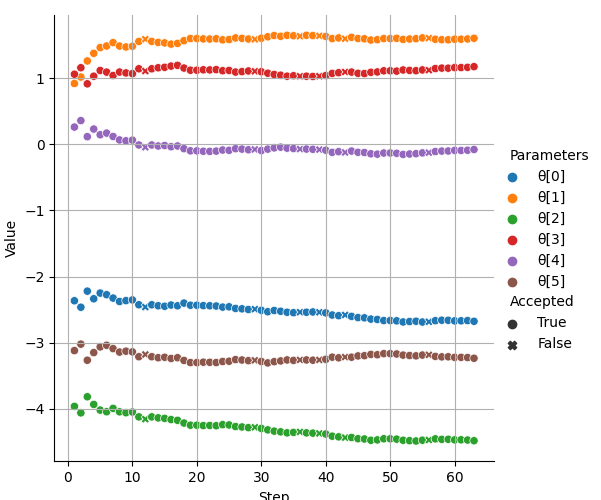 1
0
−1
−2
−3
−4
Value
0
10
20
30
40
50
60
Step
Parameters
θ[0]
θ[1]
θ[2]
θ[3]
θ[4]
θ[5]
Accepted
True
False